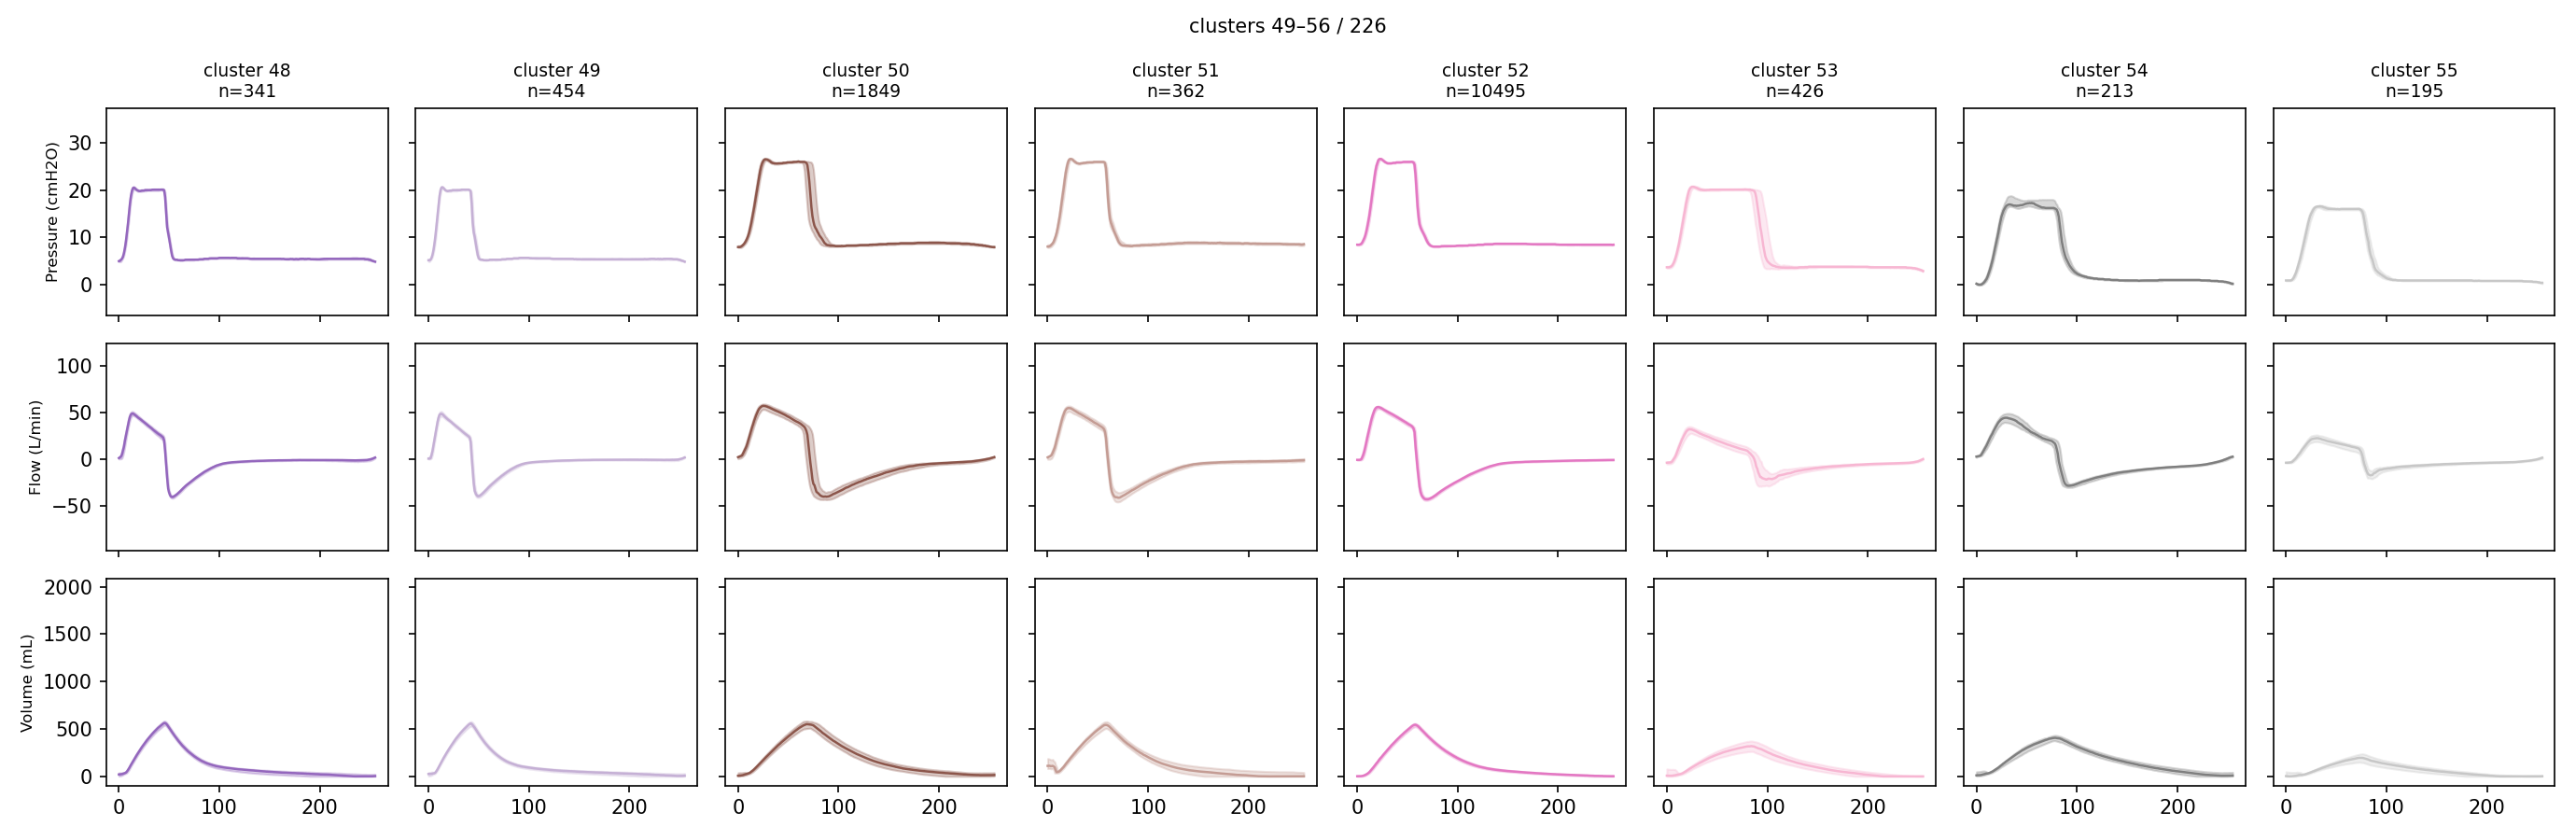 clusters 49–56 / 226
cluster 48
n=341
cluster 49
n=454
cluster 50
n=1849
cluster 51
n=362
cluster 52
n=10495
cluster 53
n=426
cluster 54
n=213
cluster 55
n=195
Pressure (cmH2O)
30
20
10
0
Flow (L/min)
100
50
0
−50
Volume (mL)
2000
1500
1000
500
0
0 100 200
0 100 200
0 100 200
0 100 200
0 100 200
0 100 200
0 100 200
0 100 200